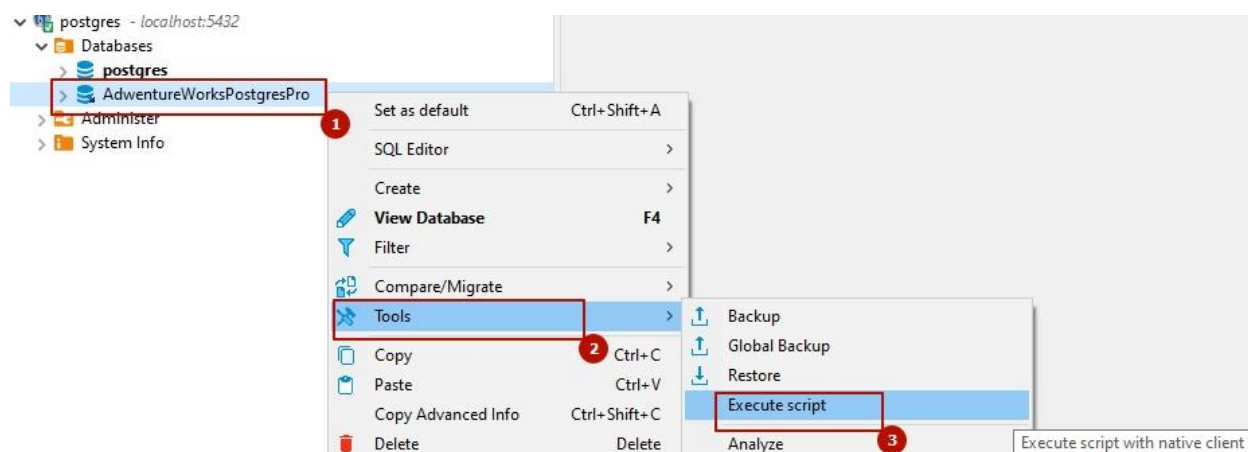 postgres - localhost:5432
Databases
postgres
AdwentureWorksPostgresPro
Administer
System Info
1
Set as default Ctrl+Shift+A
SQL Editor
Create
View Database F4
Filter
Compare/Migrate
Tools
2
Copy Ctrl+C
Paste Ctrl+V
Copy Advanced Info Ctrl+Shift+C
Delete Delete
Backup
Global Backup
Restore
Execute script
3
Analyze
Execute script with native client